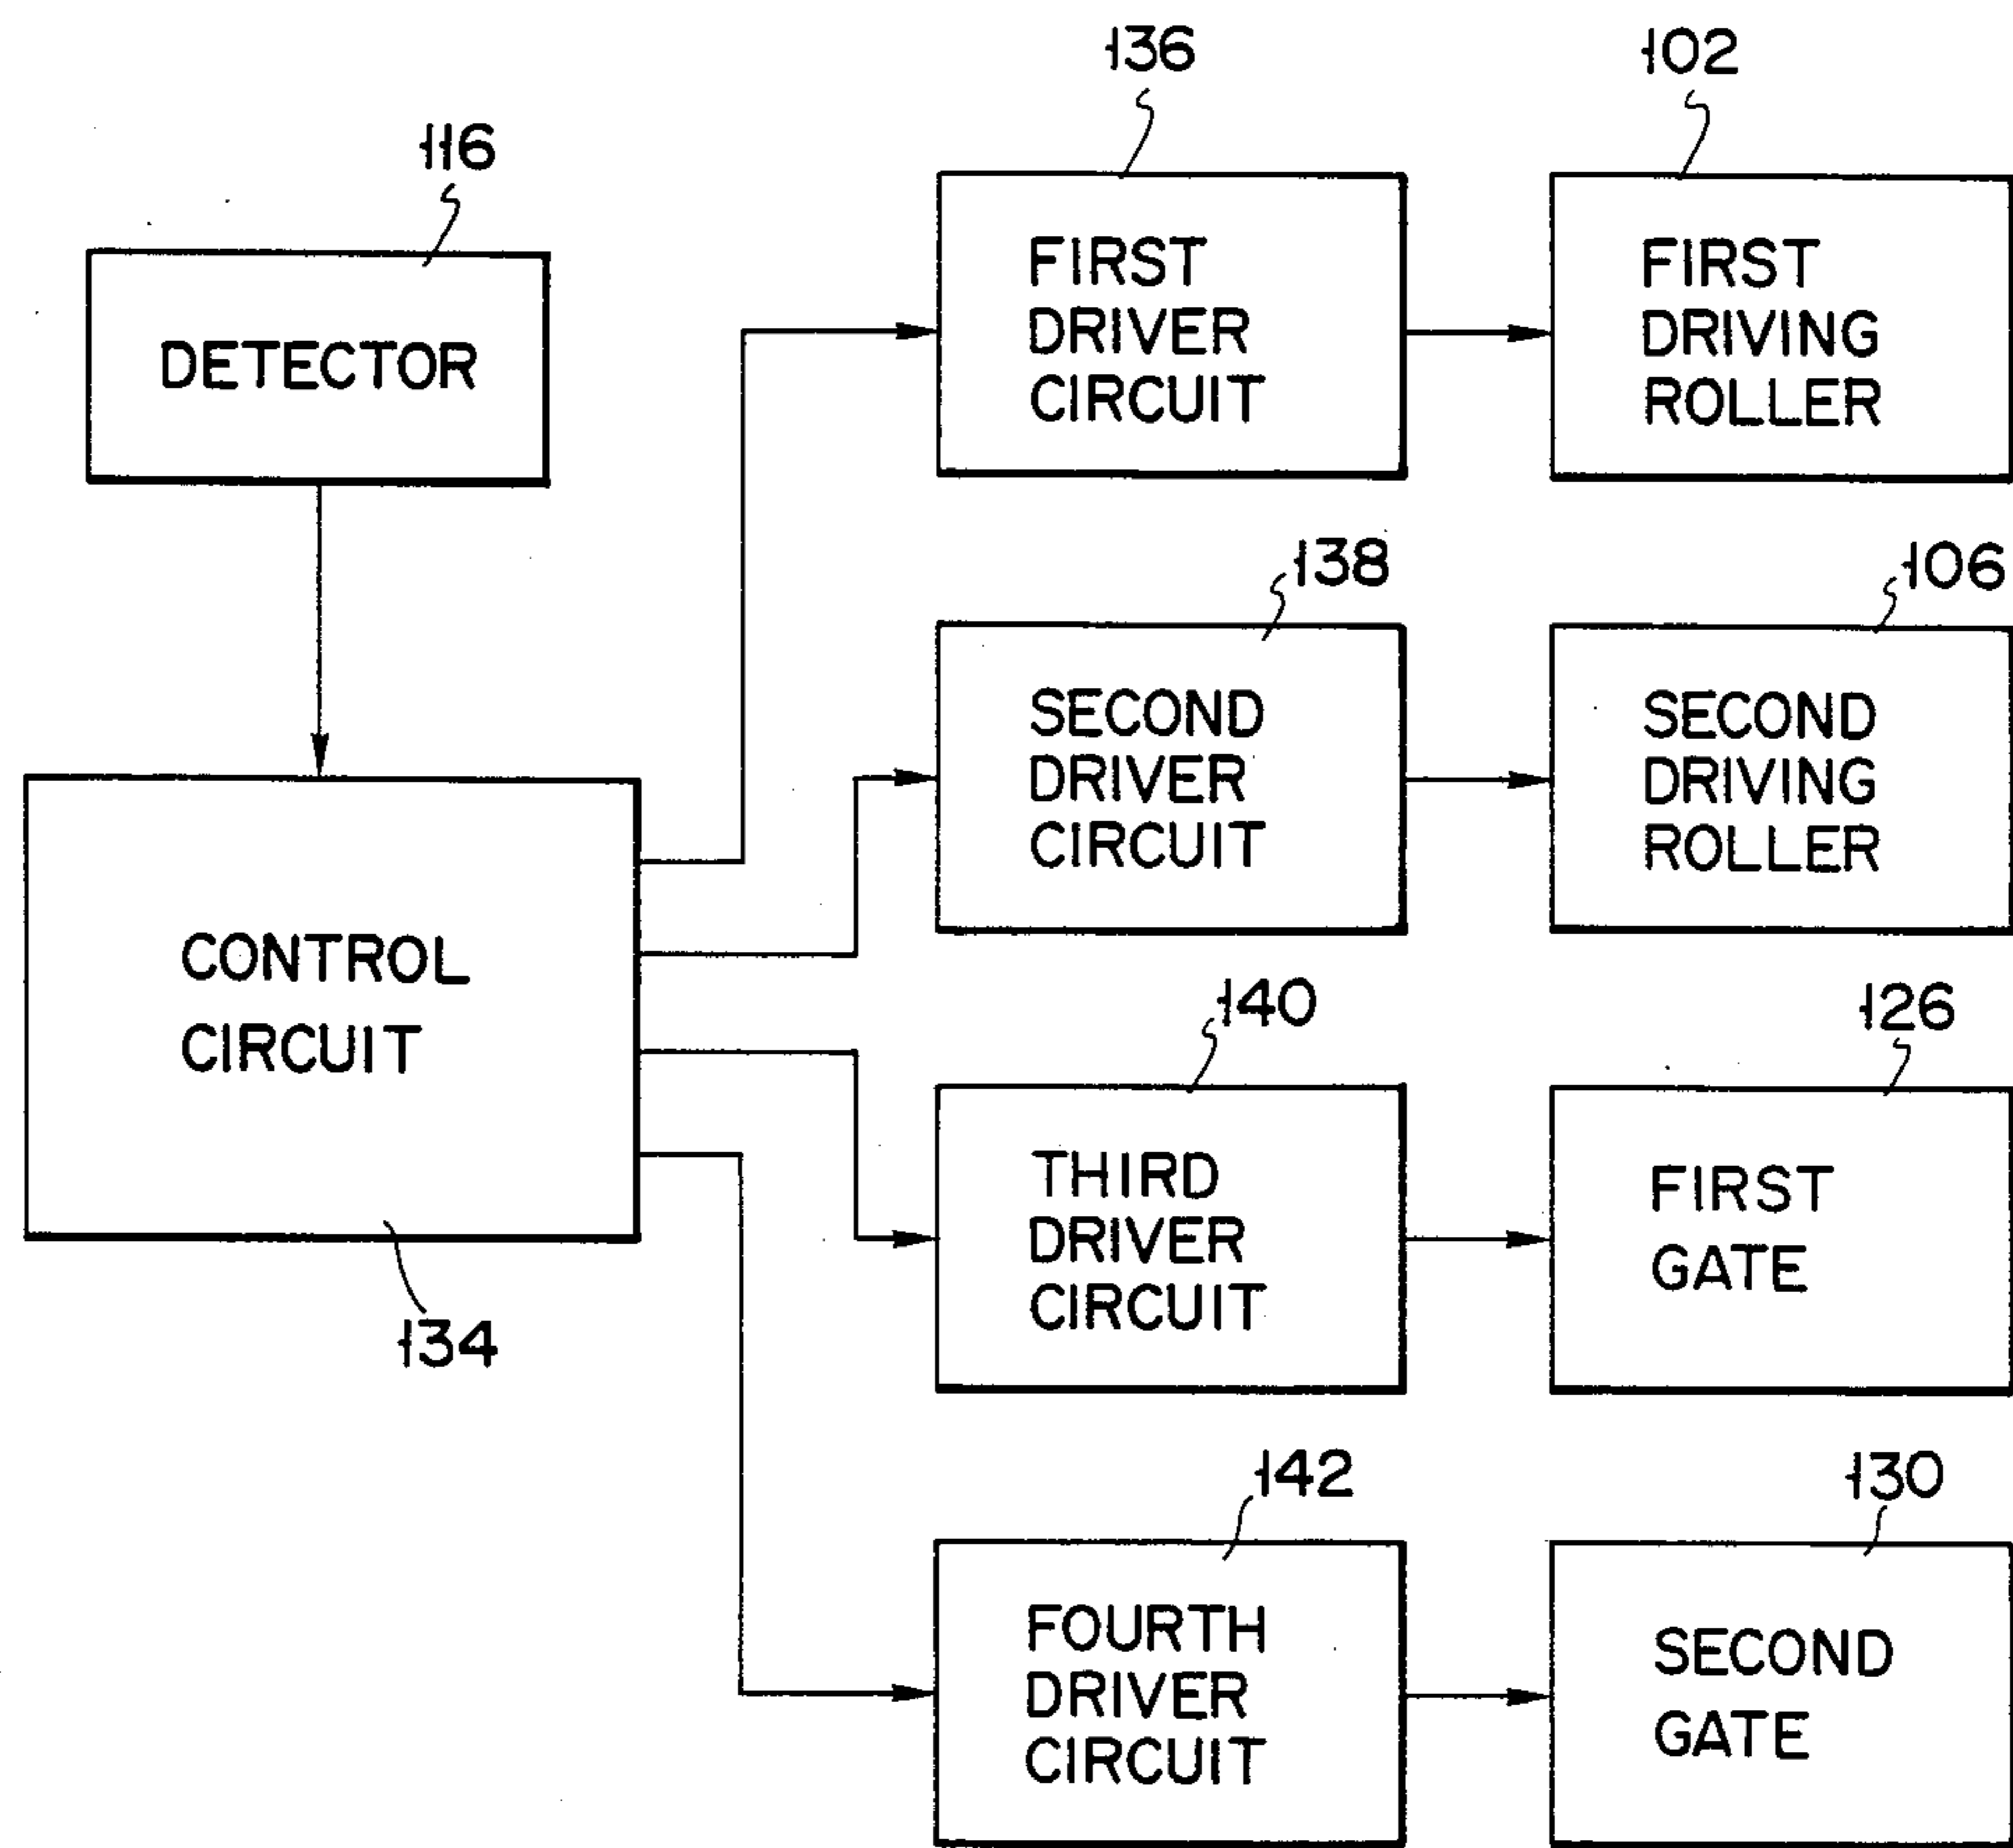 136
102
116
FIRST
DRIVER
CIRCUIT
FIRST
DRIVING
ROLLER
DETECTOR
138
106
SECOND
DRIVER
CIRCUIT
SECOND
DRIVING
ROLLER
CONTROL
CIRCUIT
134
140
126
THIRD
DRIVER
CIRCUIT
FIRST
GATE
142
130
FOURTH
DRIVER
CIRCUIT
SECOND
GATE